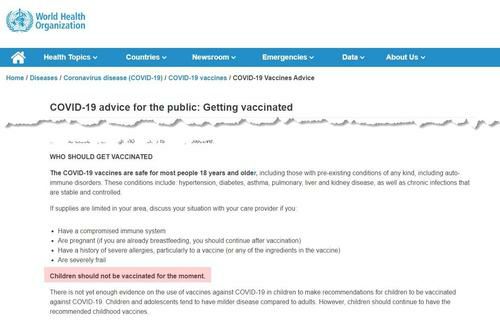 World Health
Organization
Health Topics
Countries
Newsroom
Emergencies
Data
About Us
Home / Diseases / Coronavirus disease (COVID-19) / COVID-19 vaccines / COVID-19 Vaccines Advice
COVID-19 advice for the public: Getting vaccinated
WHO SHOULD GET VACCINATED
The COVID-19 vaccines are safe for most people 18 years and older, including those with pre-existing conditions of any kind, including auto-
immune disorders. These conditions include: hypertension, diabetes, asthma, pulmonary, liver and kidney disease, as well as chronic infections that
are stable and controlled.
If supplies are limited in your area, discuss your situation with your care provider if you:
• Have a compromised immune system
• Are pregnant (if you are already breastfeeding, you should continue after vaccination)
• Have a history of severe allergies, particularly to a vaccine (or any of the ingredients in the vaccine)
• Are severely frail
Children should not be vaccinated for the moment.
There is not yet enough evidence on the use of vaccines against COVID-19 in children to make recommendations for children to be vaccinated
against COVID-19. Children and adolescents tend to have milder disease compared to adults. However, children should continue to have the
recommended childhood vaccines.